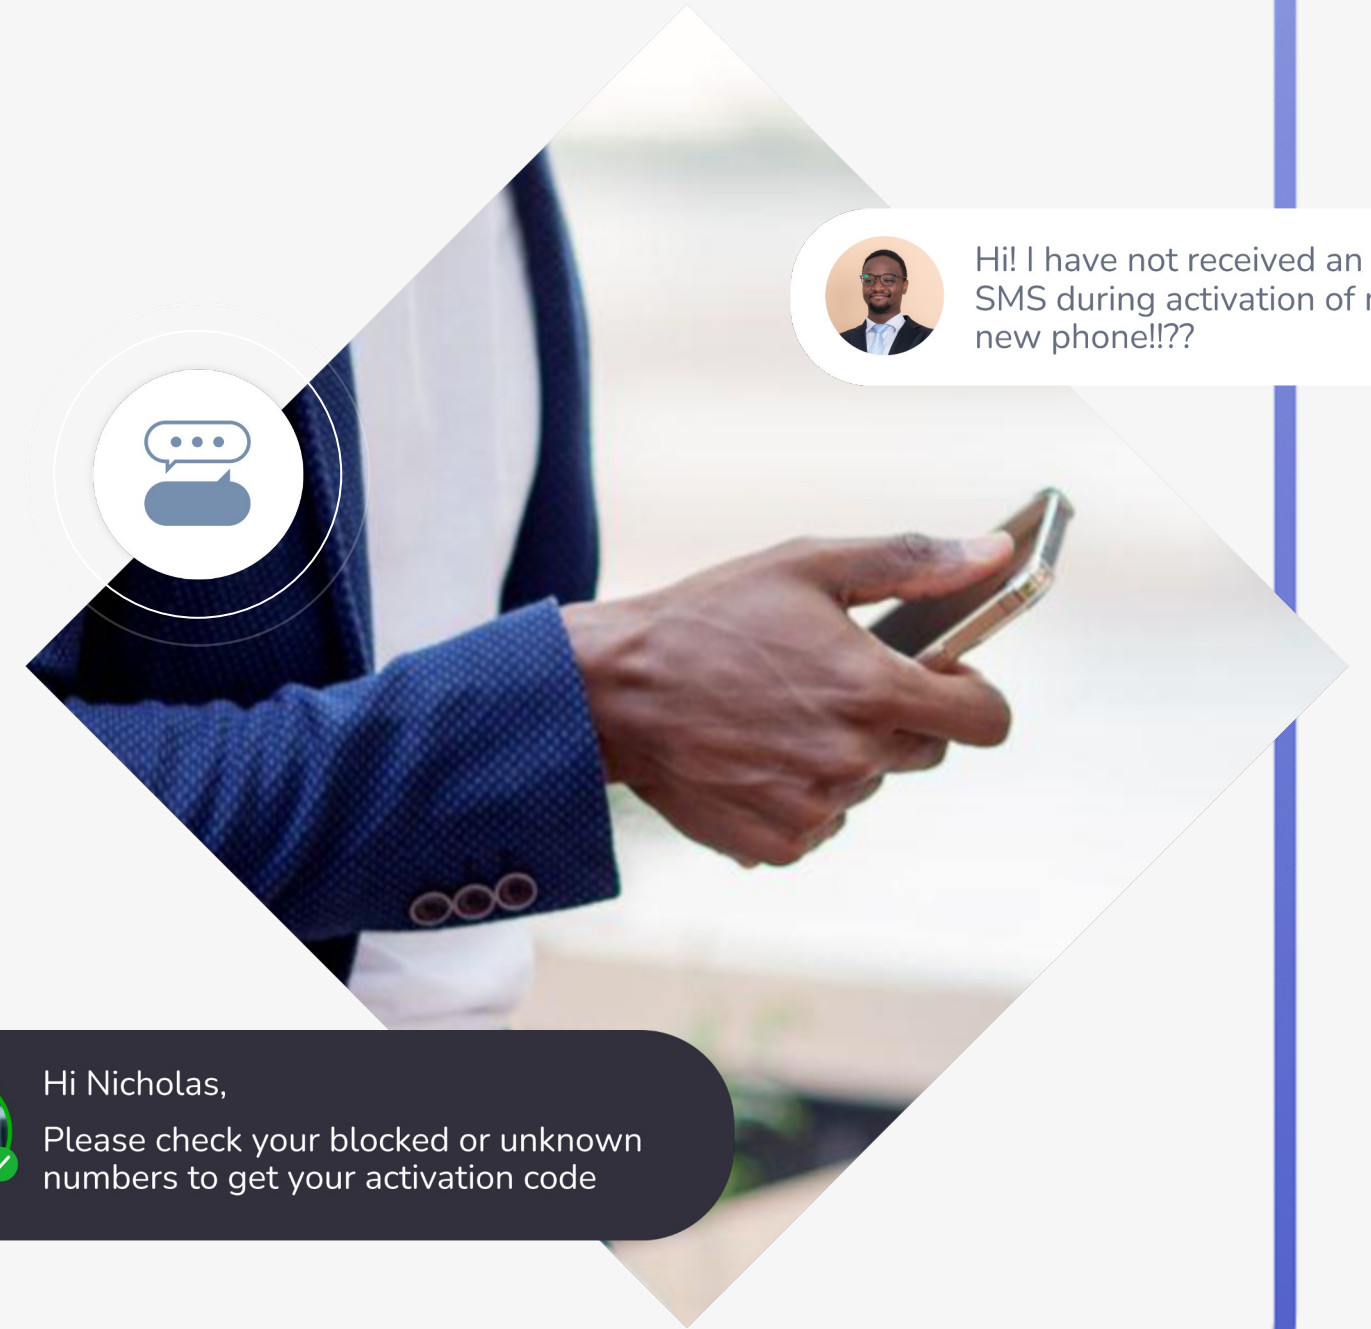 Hi! I have not received an
SMS during activation of
new phone!!??
Hi Nicholas,
Please check your blocked or unknown
numbers to get your activation code